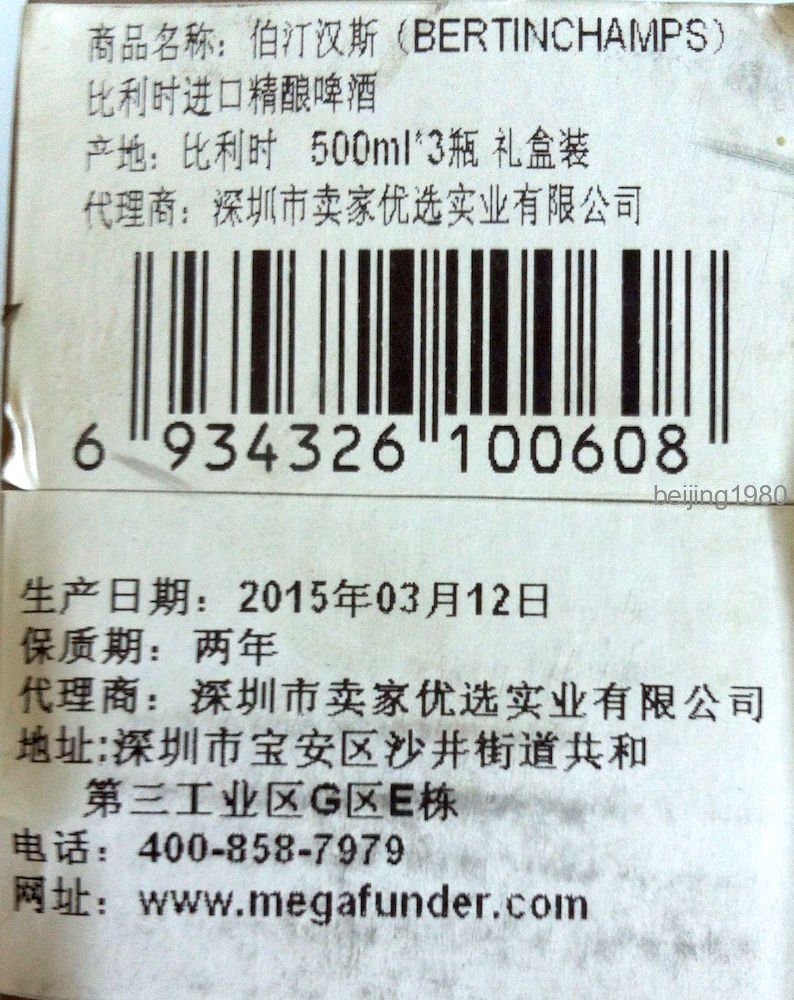 商品名称：伯汀汉斯（BERTINCHAMPS）
比利时进口精酿啤酒
产地：比利时 500ml*3瓶 礼盒装
代理商：深圳市卖家优选实业有限公司
6 934326 100608
beijing1980
生产日期：2015年03月12日
保质期：两年
代理商：深圳市卖家优选实业有限公司
地址:深圳市宝安区沙井街道共和
第三工业区G区E栋
电话：400-858-7979
网址：www.megafunder.com